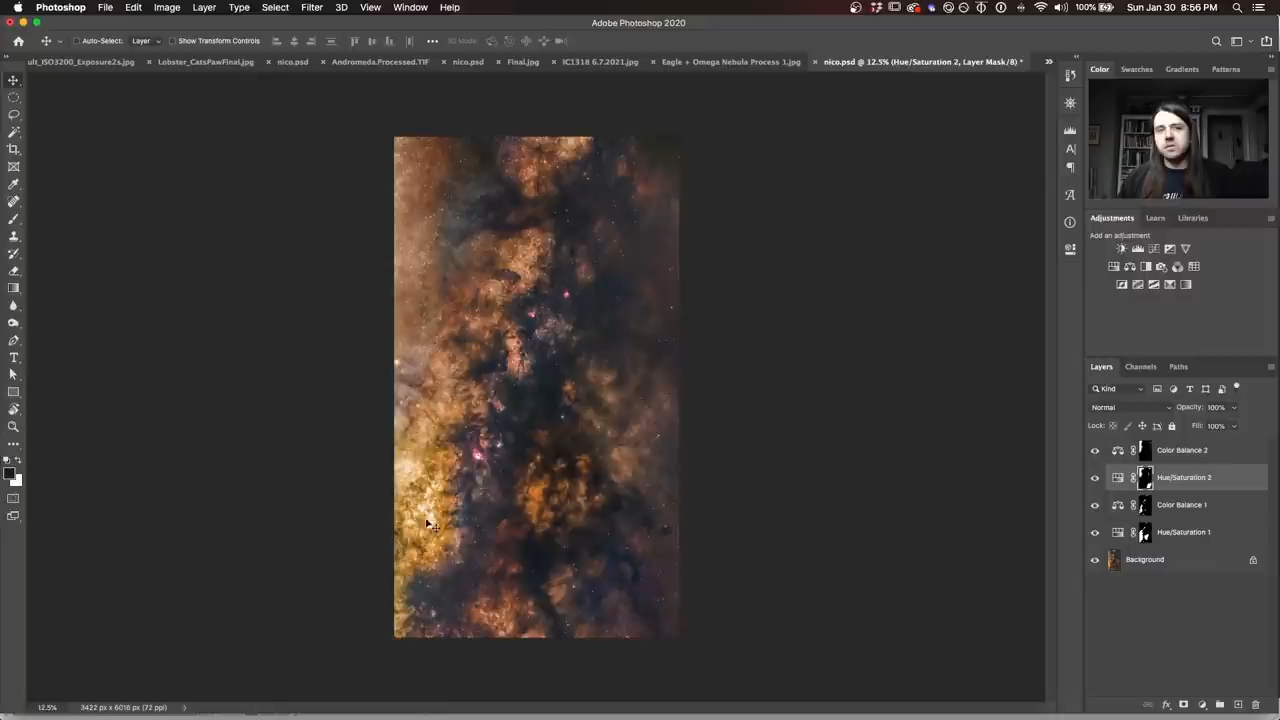 Photoshop File Edit Image Layer Type Select Filter 3D View Window Help 100% Sun Jan 30 8:56 PM
Adobe Photoshop 2020
Auto-Select: Layer Show Transform Controls 3D Mode:
ult_ISO3200_Exposure2s.jpg × Lobster_CatsPawFinal.jpg × nico.psd × Andromeda.Processed.TIF × nico.psd × Final.jpg × IC1318 6.7.2021.jpg × Eagle + Omega Nebula Process 1.jpg × nico.psd @ 12.5% (Hue/Saturation 2, Layer Mask/8) *
Color Swatches Gradients Patterns
Adjustments Learn Libraries
Add an adjustment
Layers Channels Paths
Kind
Normal Opacity: 100%
Lock: Fill: 100%
Color Balance 2
Hue/Saturation 2
Color Balance 1
Hue/Saturation 1
Background
12.5% 3422 px x 6016 px (72 ppi)